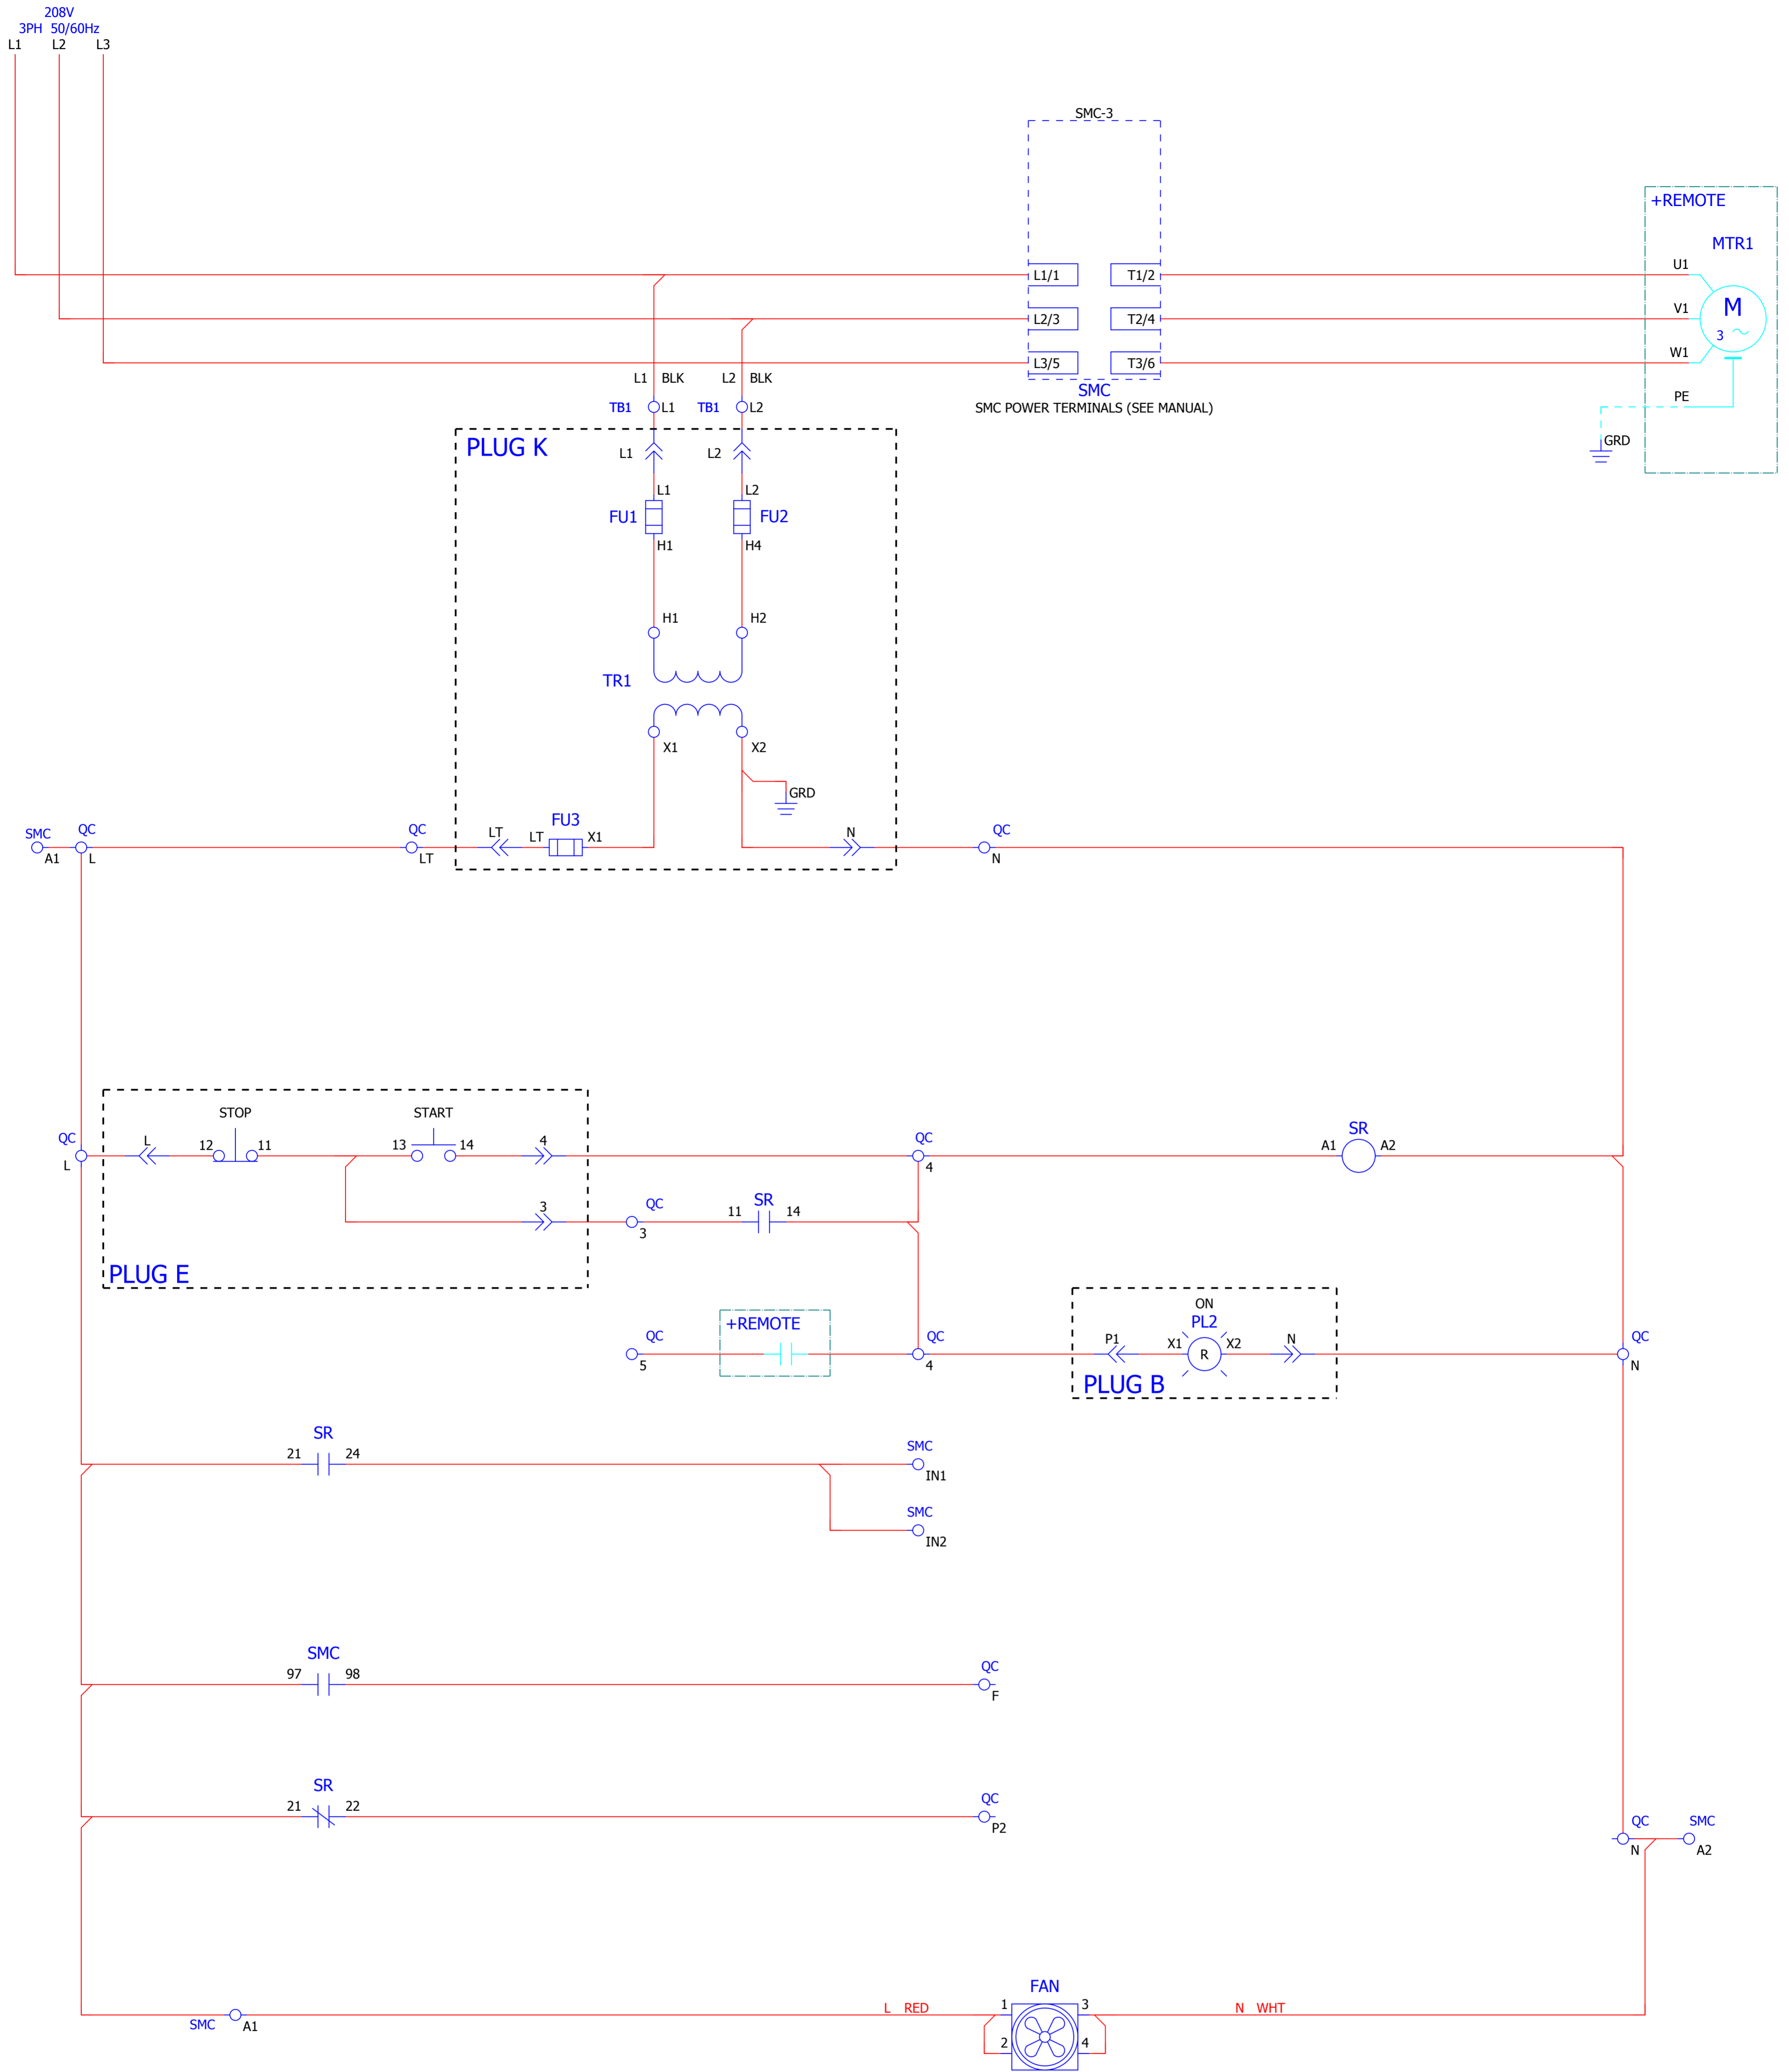 208V
3PH 50/60Hz
L1 L2 L3
SMC-3
+REMOTE
MTR1
L1/1 T1/2 U1
M
3
L2/3 T2/4 V1
L3/5 T3/6 W1
SMC
SMC POWER TERMINALS (SEE MANUAL)
PE
GRD
L1 BLK L2 BLK
TB1 L1 TB1 L2
PLUG K
L1 L2
L1 L2
FU1 FU2
H1 H4
H1 H2
TR1
X1 X2
GRD
SMC QC QC FU3 QC
A1 L LT LT LT X1 N N
STOP START
QC L 12 11 13 14 4 QC SR
L 4 A1 A2
3 QC SR
3 11 14
PLUG E
ON
+REMOTE PL2
QC QC P1 X1 R X2 N QC
5 4 N
PLUG B
SR
21 24 SMC
IN1
SMC
IN2
SMC
97 98 QC
F
SR
21 22 QC
P2
QC SMC
N A2
FAN
SMC A1 L RED 1 3 N WHT
2 4